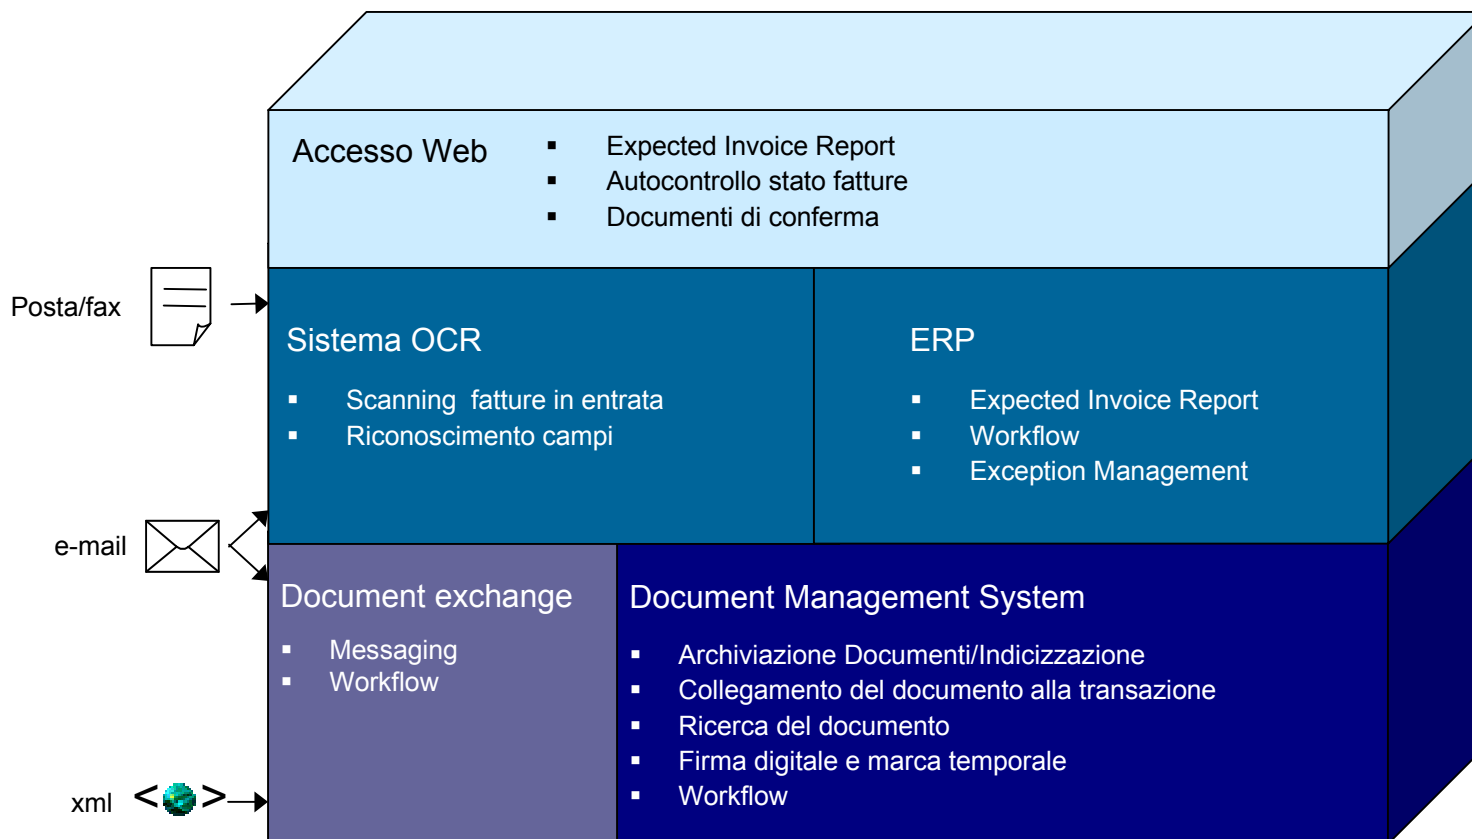 Accesso Web
▪ Expected Invoice Report
▪ Autocontrollo stato fatture
▪ Documenti di conferma
Posta/fax
Sistema OCR
▪ Scanning fatture in entrata
▪ Riconoscimento campi
ERP
▪ Expected Invoice Report
▪ Workflow
▪ Exception Management
e-mail
Document exchange
▪ Messaging
▪ Workflow
Document Management System
▪ Archiviazione Documenti/Indicizzazione
▪ Collegamento del documento alla transazione
▪ Ricerca del documento
▪ Firma digitale e marca temporale
▪ Workflow
xml < >